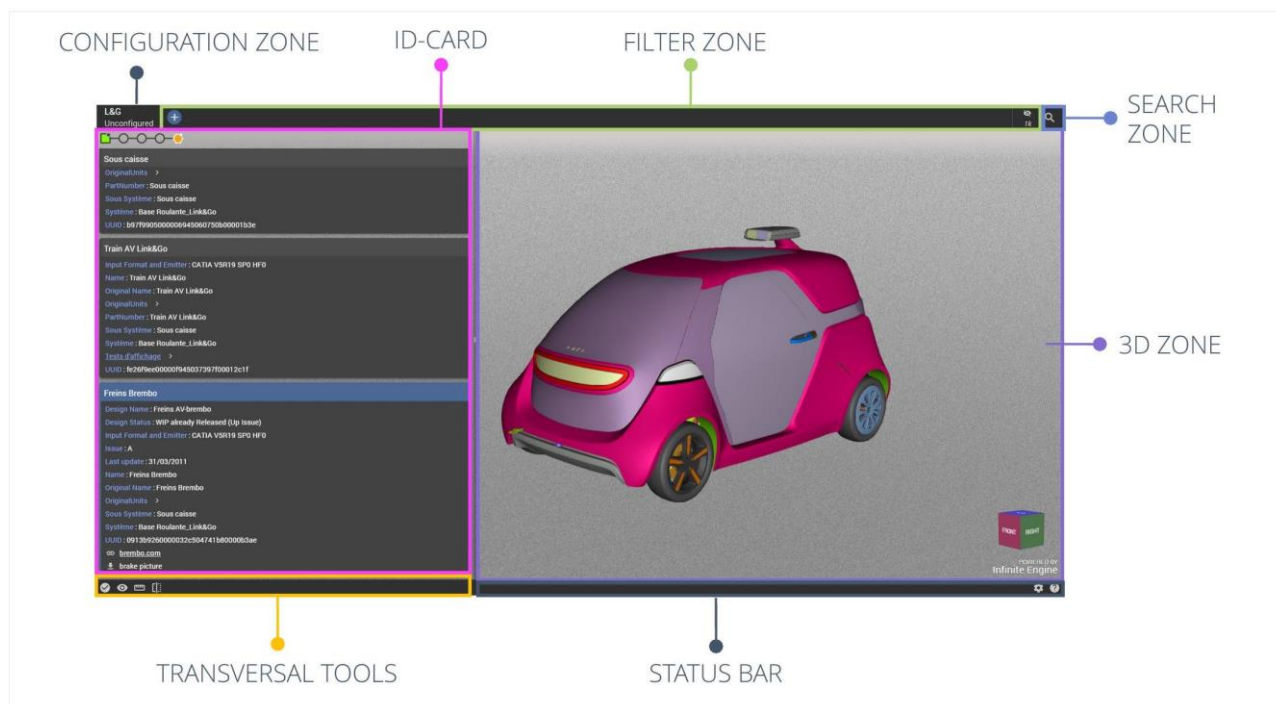 CONFIGURATION ZONE
ID-CARD
FILTER ZONE
SEARCH
ZONE
L&G
Unconfigured
1k
Sous caisse
OriginalUnits >
PartNumber : Sous caisse
Sous Système : Sous caisse
Système : Base Roulante_Link&Go
UUID : b97f9905000006945060750b00001b3e
Train AV Link&Go
Input Format and Emitter : CATIA V5R19 SP0 HF0
Name : Train AV Link&Go
Original Name : Train AV Link&Go
OriginalUnits >
PartNumber : Train AV Link&Go
Sous Système : Sous caisse
Système : Base Roulante_Link&Go
Tests d'affichage >
UUID : fe26f9ee00000f945037397f00012c1f
Freins Brembo
Design Name : Freins AV-brembo
Design Status : WIP already Released (Up Issue)
Input Format and Emitter : CATIA V5R19 SP0 HF0
Issue : A
Last update : 31/03/2011
Name : Freins Brembo
Original Name : Freins Brembo
OriginalUnits >
Sous Système : Sous caisse
Système : Base Roulante_Link&Go
UUID : 0913b9260000032c504741b80000b3ae
brembo.com
brake picture
3D ZONE
FRONT
RIGHT
POWERED BY
Infinite Engine
TRANSVERSAL TOOLS
STATUS BAR